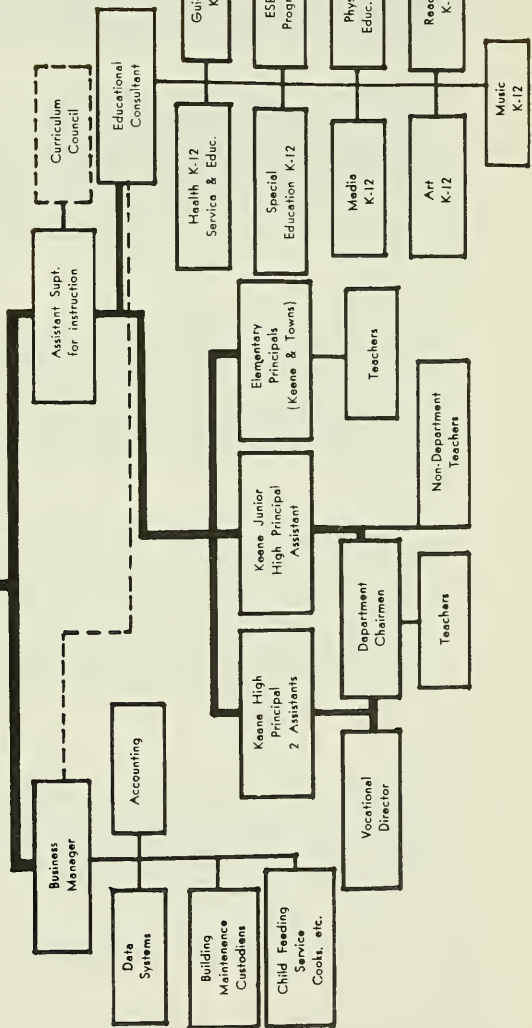 Curriculum
Council
Assistant Supt.
for instruction
Educational
Consultant
Business
Manager
Data
Systems
Accounting
Building
Maintenence
Custodians
Child Feeding
Service
Cooks, etc.
Keene High
Principal
2 Assistants
Keene Junior
High Principal
Assistant
Elementary
Principals
(Keene & Towns)
Teachers
Vocational
Director
Department
Chairmen
Teachers
Non-Department
Teachers
Health K-12
Service & Educ.
Special
Education K-12
Progr
Media
K-12
Educ.
Art
K-12
K-
Music
K-12